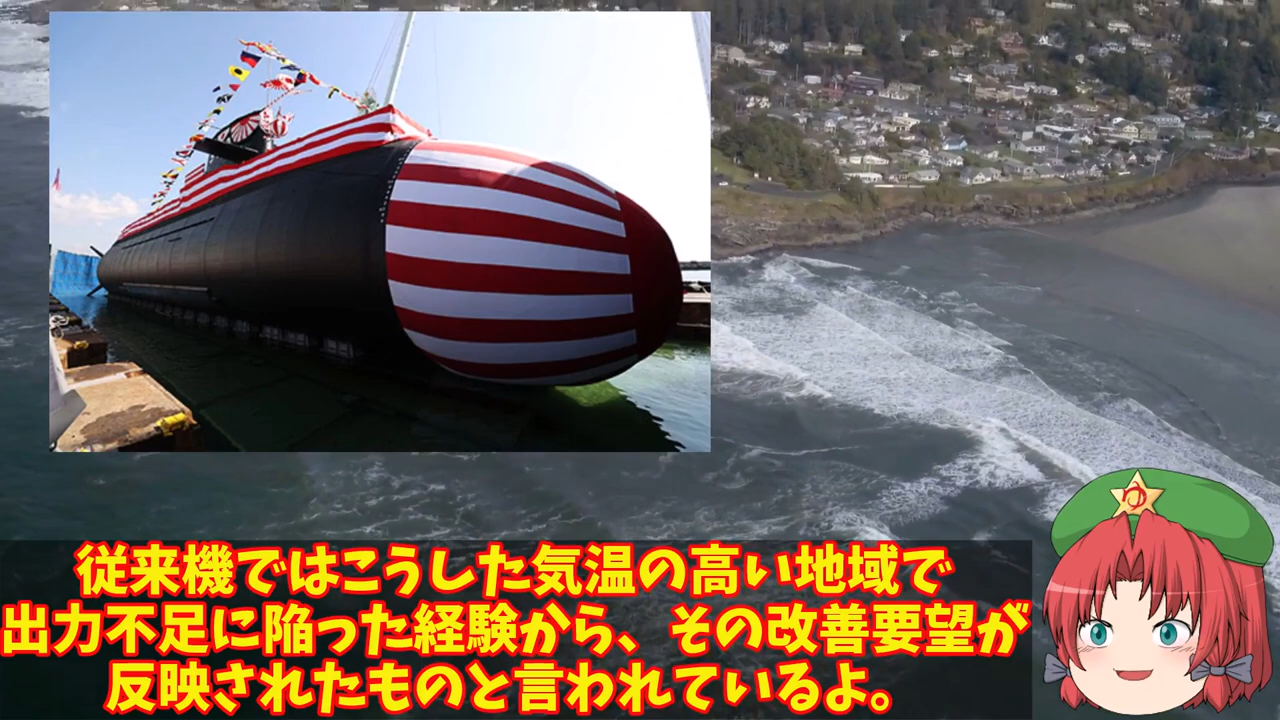 従来機ではこうした気温の高い地域で
出力不足に陥った経験から、その改善要望が
反映されたものと言われているよ。
ゆ